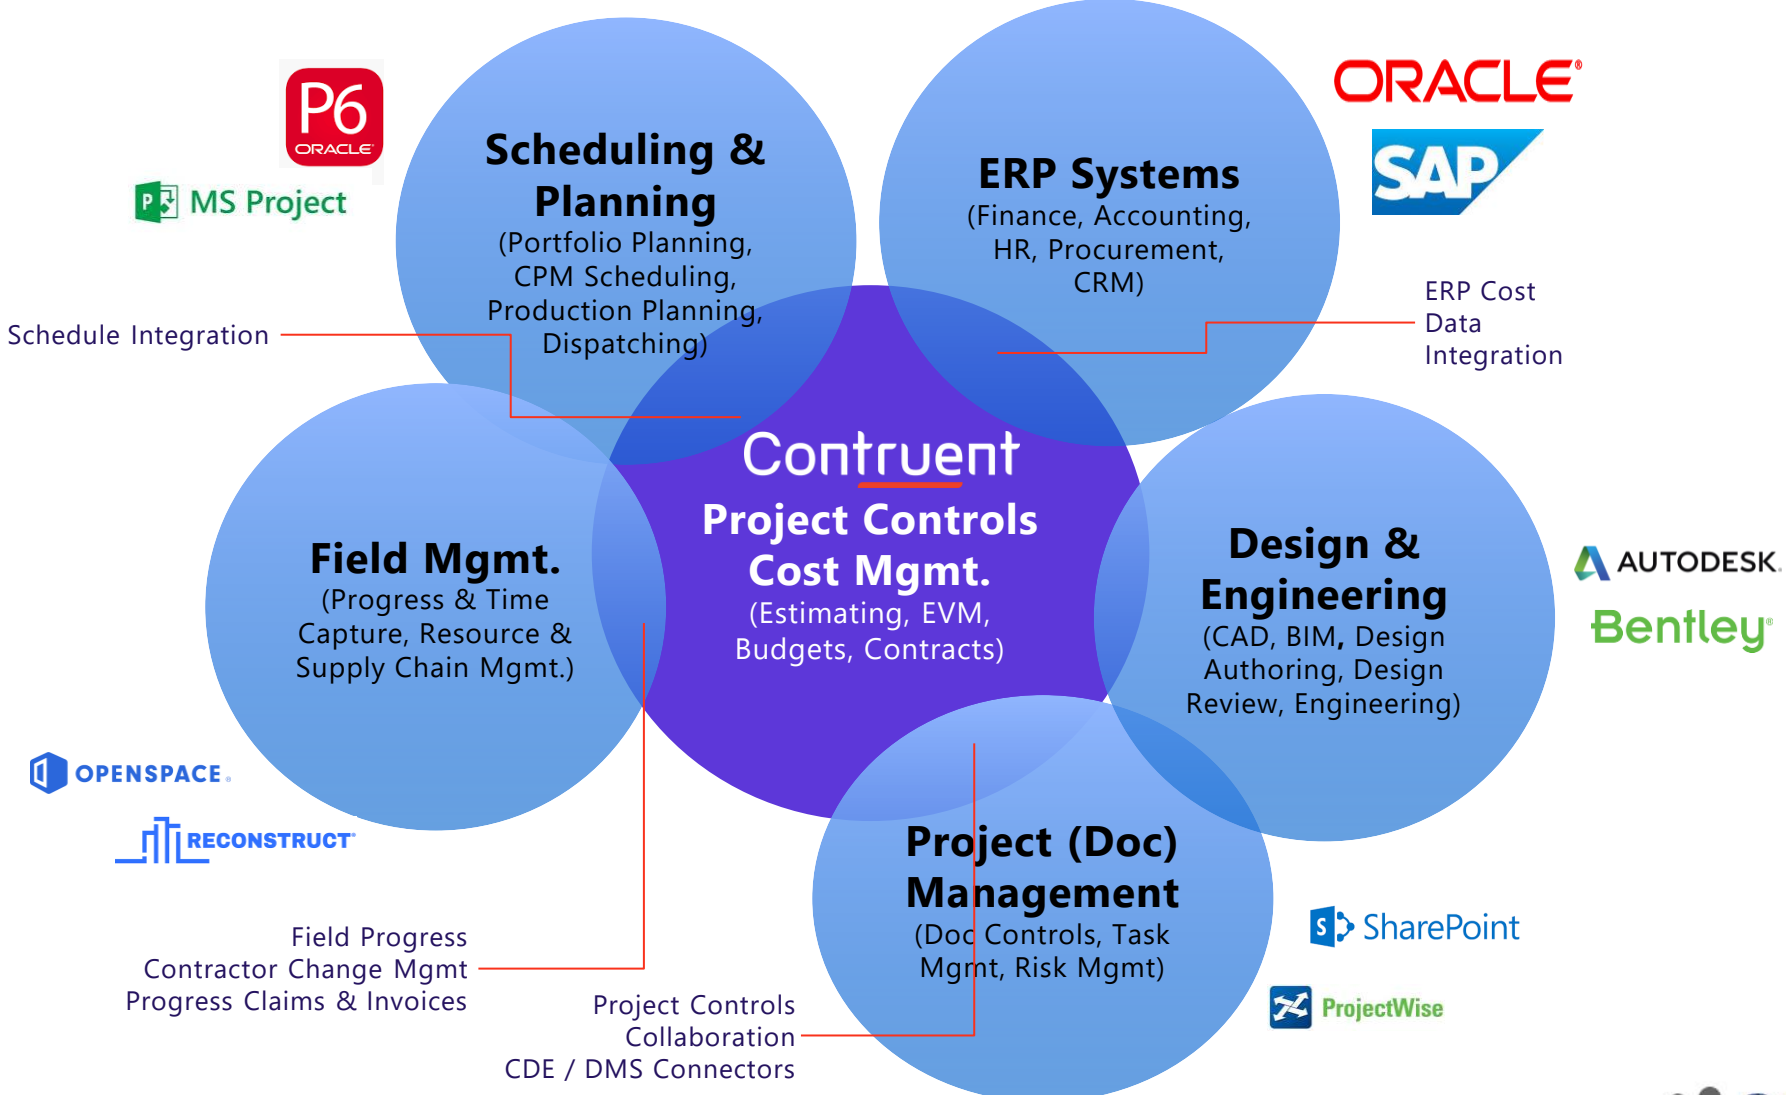 P6
ORACLE
MS Project
Scheduling &
Planning
(Portfolio Planning,
CPM Scheduling,
Production Planning,
Dispatching)
Schedule Integration
ERP Systems
(Finance, Accounting,
HR, Procurement,
CRM)
ORACLE®
SAP
ERP Cost
Data
Integration
Contruent
Project Controls
Cost Mgmt.
(Estimating, EVM,
Budgets, Contracts)
Field Mgmt.
(Progress & Time
Capture, Resource &
Supply Chain Mgmt.)
Design &
Engineering
(CAD, BIM, Design
Authoring, Design
Review, Engineering)
AUTODESK.
Bentley®
OPENSPACE®
RECONSTRUCT®
Field Progress
Contractor Change Mgmt
Progress Claims & Invoices
Project (Doc)
Management
(Doc Controls, Task
Mgmt, Risk Mgmt)
Project Controls
Collaboration
CDE / DMS Connectors
SharePoint
ProjectWise